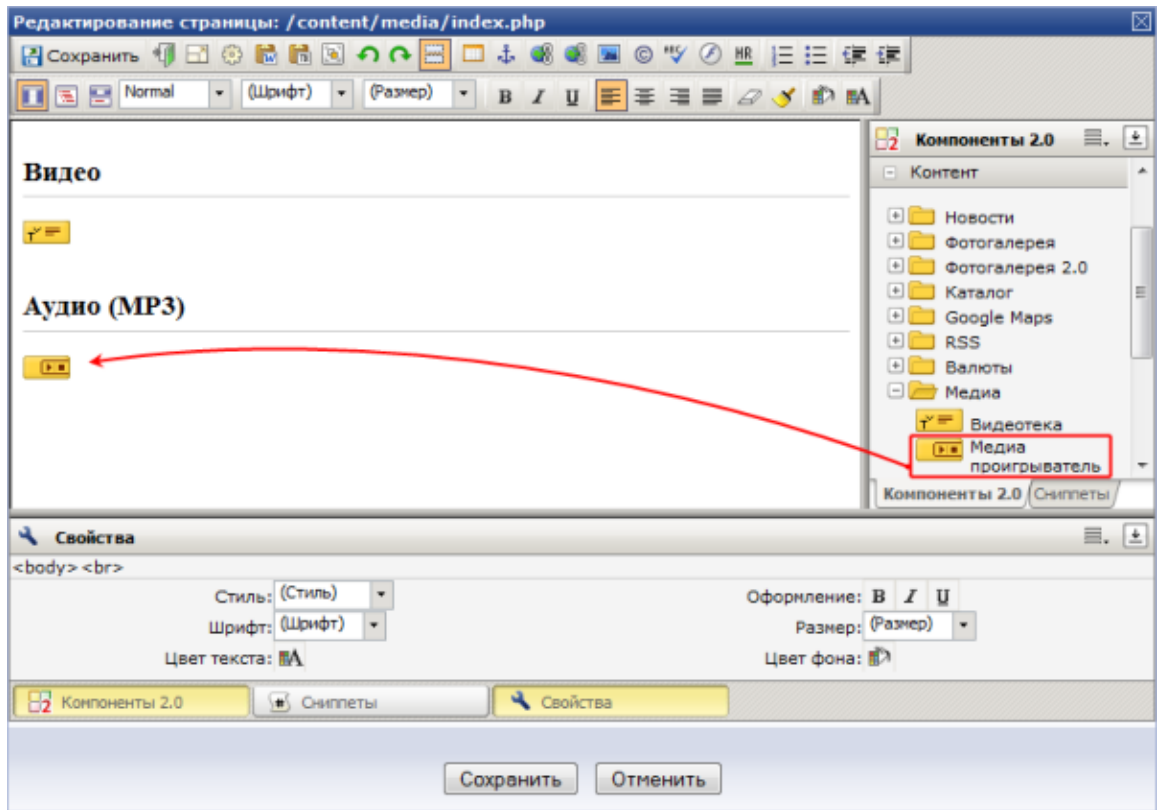 Редактирование страницы: /content/media/index.php
Сохранить HR
Normal (Шрифт) (Размер) B I U
Компоненты 2.0
Контент
Видео
Новости
Фотогалерея
Фотогалерея 2.0
Каталог
Аудио (MP3)
Google Maps
RSS
Валюты
Медиа
Видеотека
Медиа
проигрыватель
Компоненты 2.0 Сниппеты
Свойства
<body> <br>
Стиль: (Стиль) Оформление: B I U
Шрифт: (Шрифт) Размер: (Размер)
Цвет текста: Цвет фона:
Компоненты 2.0 Сниппеты Свойства
Сохранить Отменить